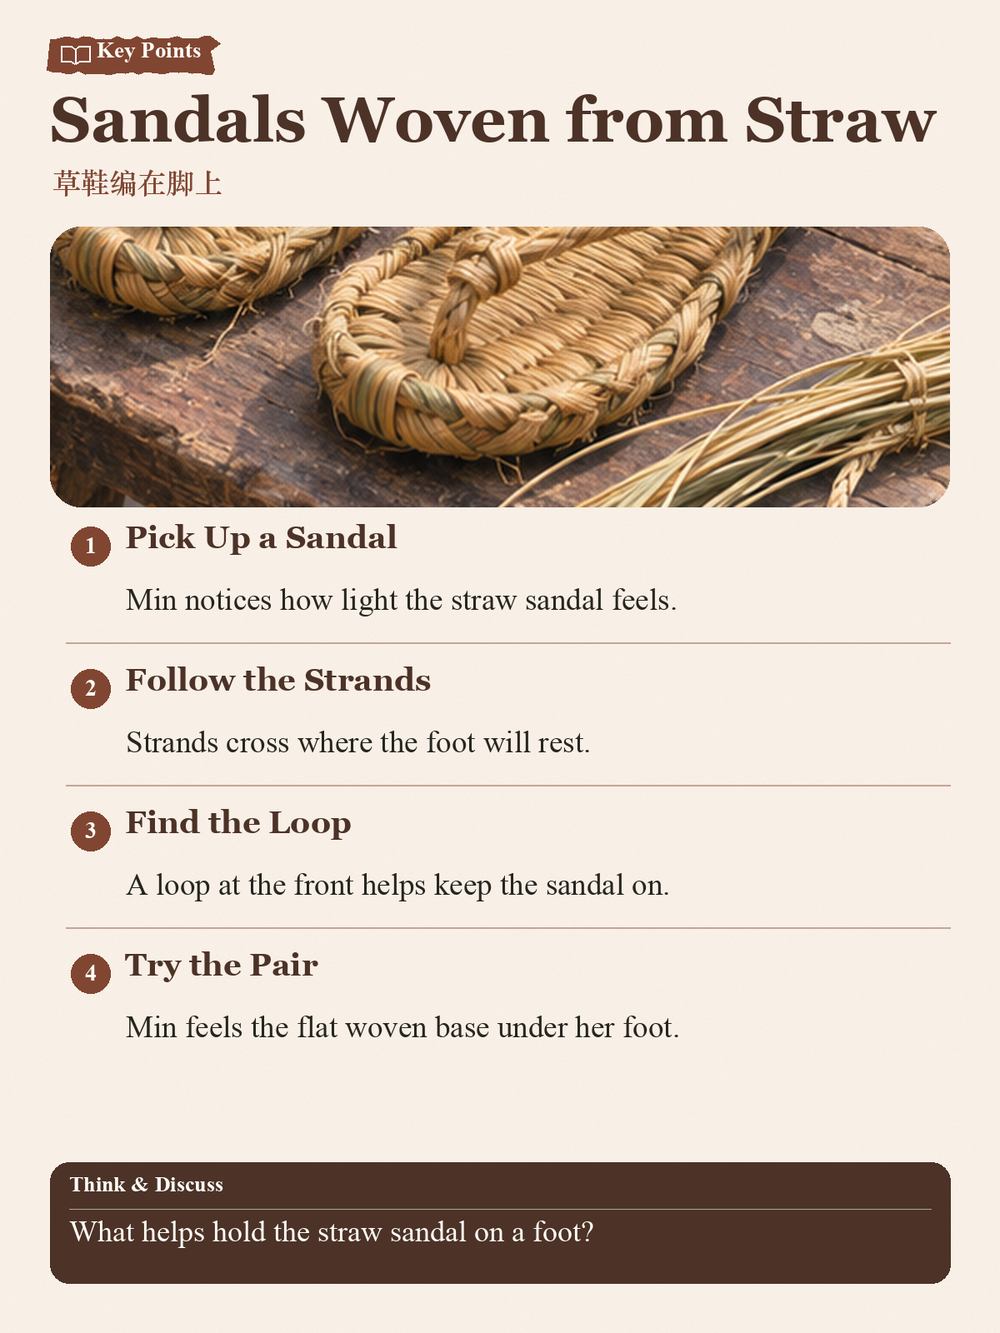 Key Points
Sandals Woven from Straw
草鞋编在脚上
1 Pick Up a Sandal
Min notices how light the straw sandal feels.
2 Follow the Strands
Strands cross where the foot will rest.
3 Find the Loop
A loop at the front helps keep the sandal on.
4 Try the Pair
Min feels the flat woven base under her foot.
Think & Discuss
What helps hold the straw sandal on a foot?